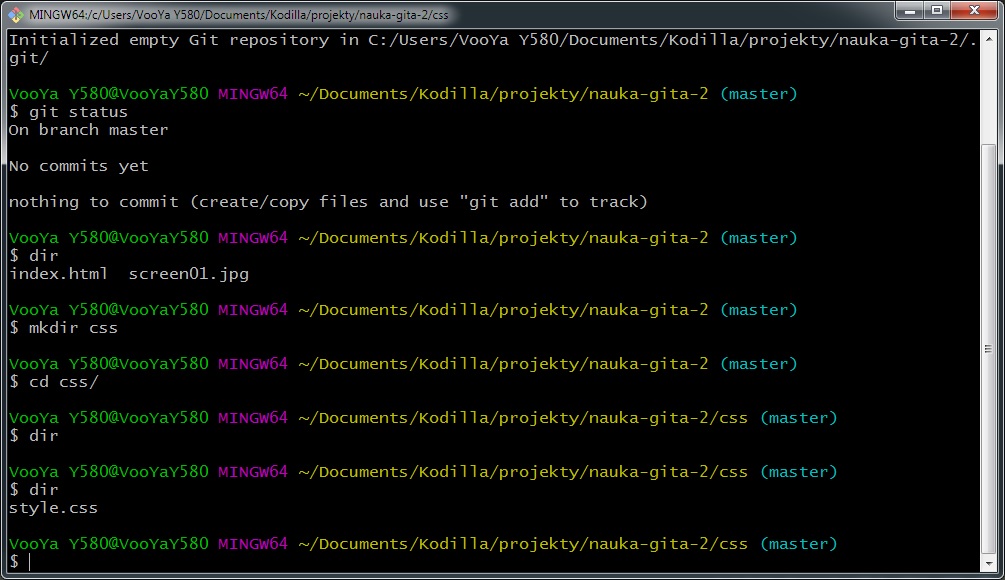 MINGW64:/c/Users/VooYa Y580/Documents/Kodilla/projekty/nauka-gita-2/css
Initialized empty Git repository in C:/Users/VooYa Y580/Documents/Kodilla/projekty/nauka-gita-2/.
git/
VooYa Y580@VooYaY580 MINGW64 ~/Documents/Kodilla/projekty/nauka-gita-2 (master)
$ git status
On branch master
No commits yet
nothing to commit (create/copy files and use "git add" to track)
VooYa Y580@VooYaY580 MINGW64 ~/Documents/Kodilla/projekty/nauka-gita-2 (master)
$ dir
index.html  screen01.jpg
VooYa Y580@VooYaY580 MINGW64 ~/Documents/Kodilla/projekty/nauka-gita-2 (master)
$ mkdir css
VooYa Y580@VooYaY580 MINGW64 ~/Documents/Kodilla/projekty/nauka-gita-2 (master)
$ cd css/
VooYa Y580@VooYaY580 MINGW64 ~/Documents/Kodilla/projekty/nauka-gita-2/css (master)
$ dir
VooYa Y580@VooYaY580 MINGW64 ~/Documents/Kodilla/projekty/nauka-gita-2/css (master)
$ dir
style.css
VooYa Y580@VooYaY580 MINGW64 ~/Documents/Kodilla/projekty/nauka-gita-2/css (master)
$